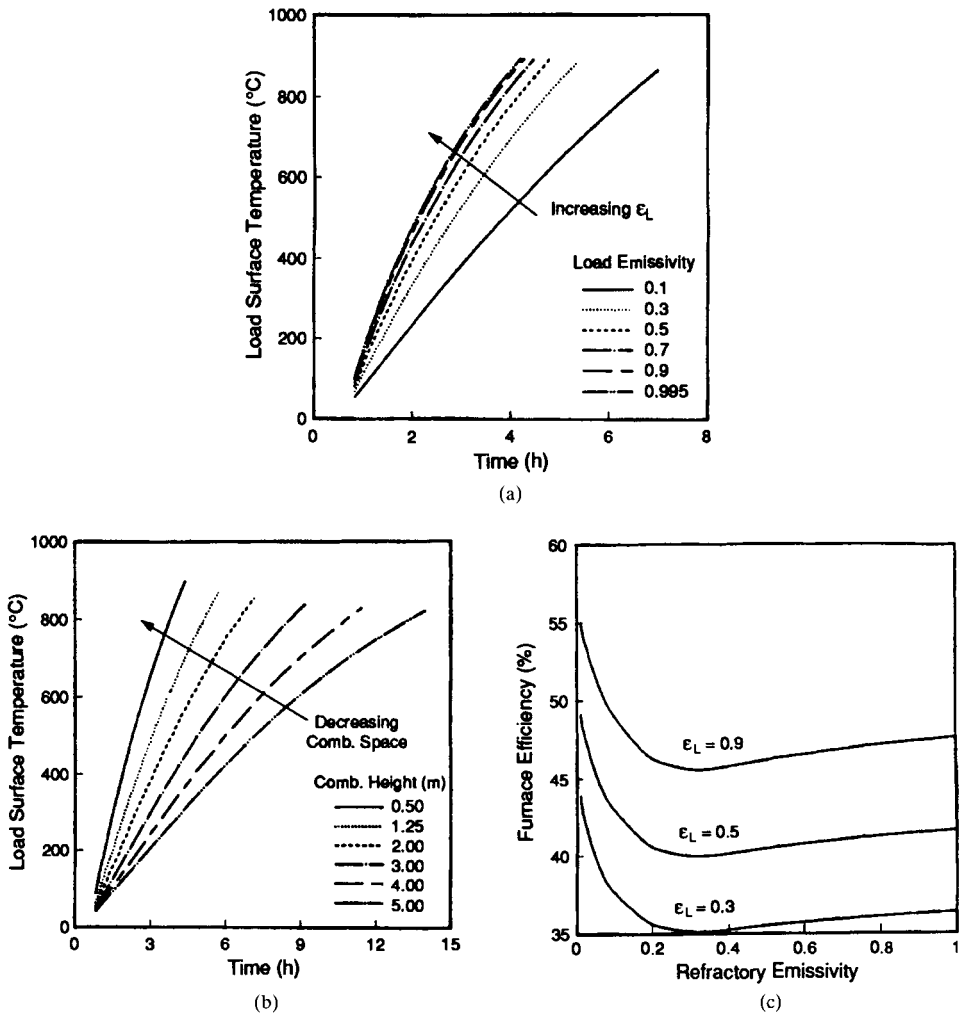 1000
800
600
400
200
0
Load Surface Temperature (°C)
Increasing εL
Load Emissivity
0.1
0.3
0.5
0.7
0.9
0.995
0 2 4 6 8
Time (h)
(a)
1000
800
600
400
200
0
Load Surface Temperature (°C)
Decreasing
Comb. Space
Comb. Height (m)
0.50
1.25
2.00
3.00
4.00
5.00
0 3 6 9 12 15
Time (h)
(b)
60
55
50
45
40
35
Furnace Efficiency (%)
εL = 0.9
εL = 0.5
εL = 0.3
0 0.2 0.4 0.6 0.8 1
Refractory Emissivity
(c)